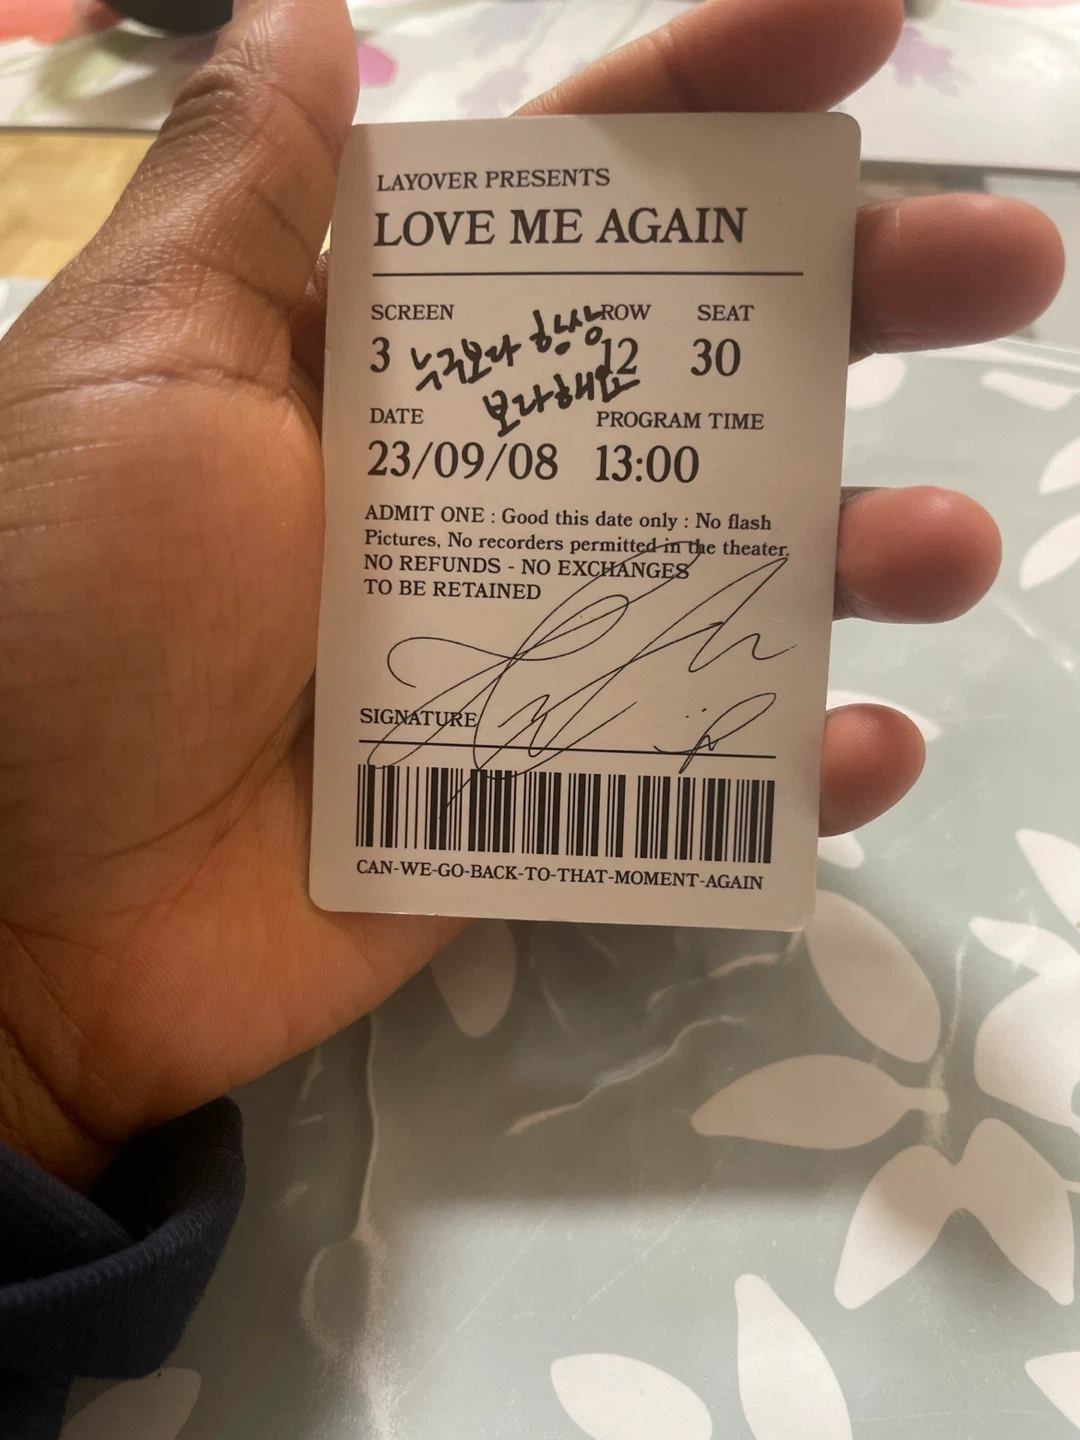 LAYOVER PRESENTS
LOVE ME AGAIN
SCREEN ROW SEAT
3 12 30
누구보다 항상
보라해요
DATE PROGRAM TIME
23/09/08 13:00
ADMIT ONE : Good this date only : No flash
Pictures, No recorders permitted in the theater.
NO REFUNDS - NO EXCHANGES
TO BE RETAINED
SIGNATURE
CAN-WE-GO-BACK-TO-THAT-MOMENT-AGAIN